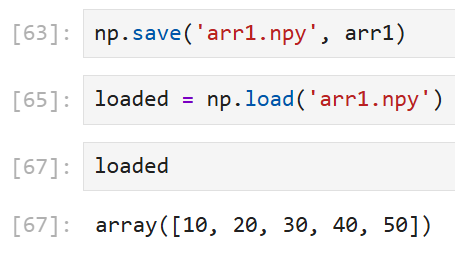 [63]: np.save('arr1.npy', arr1)
[65]: loaded = np.load('arr1.npy')
[67]: loaded
[67]: array([10, 20, 30, 40, 50])